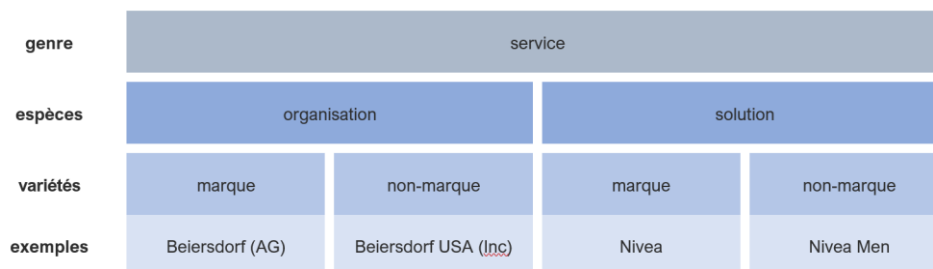 genre service
espèces organisation solution
variétés marque non-marque marque non-marque
exemples Beiersdorf (AG) Beiersdorf USA (Inc) Nivea Nivea Men